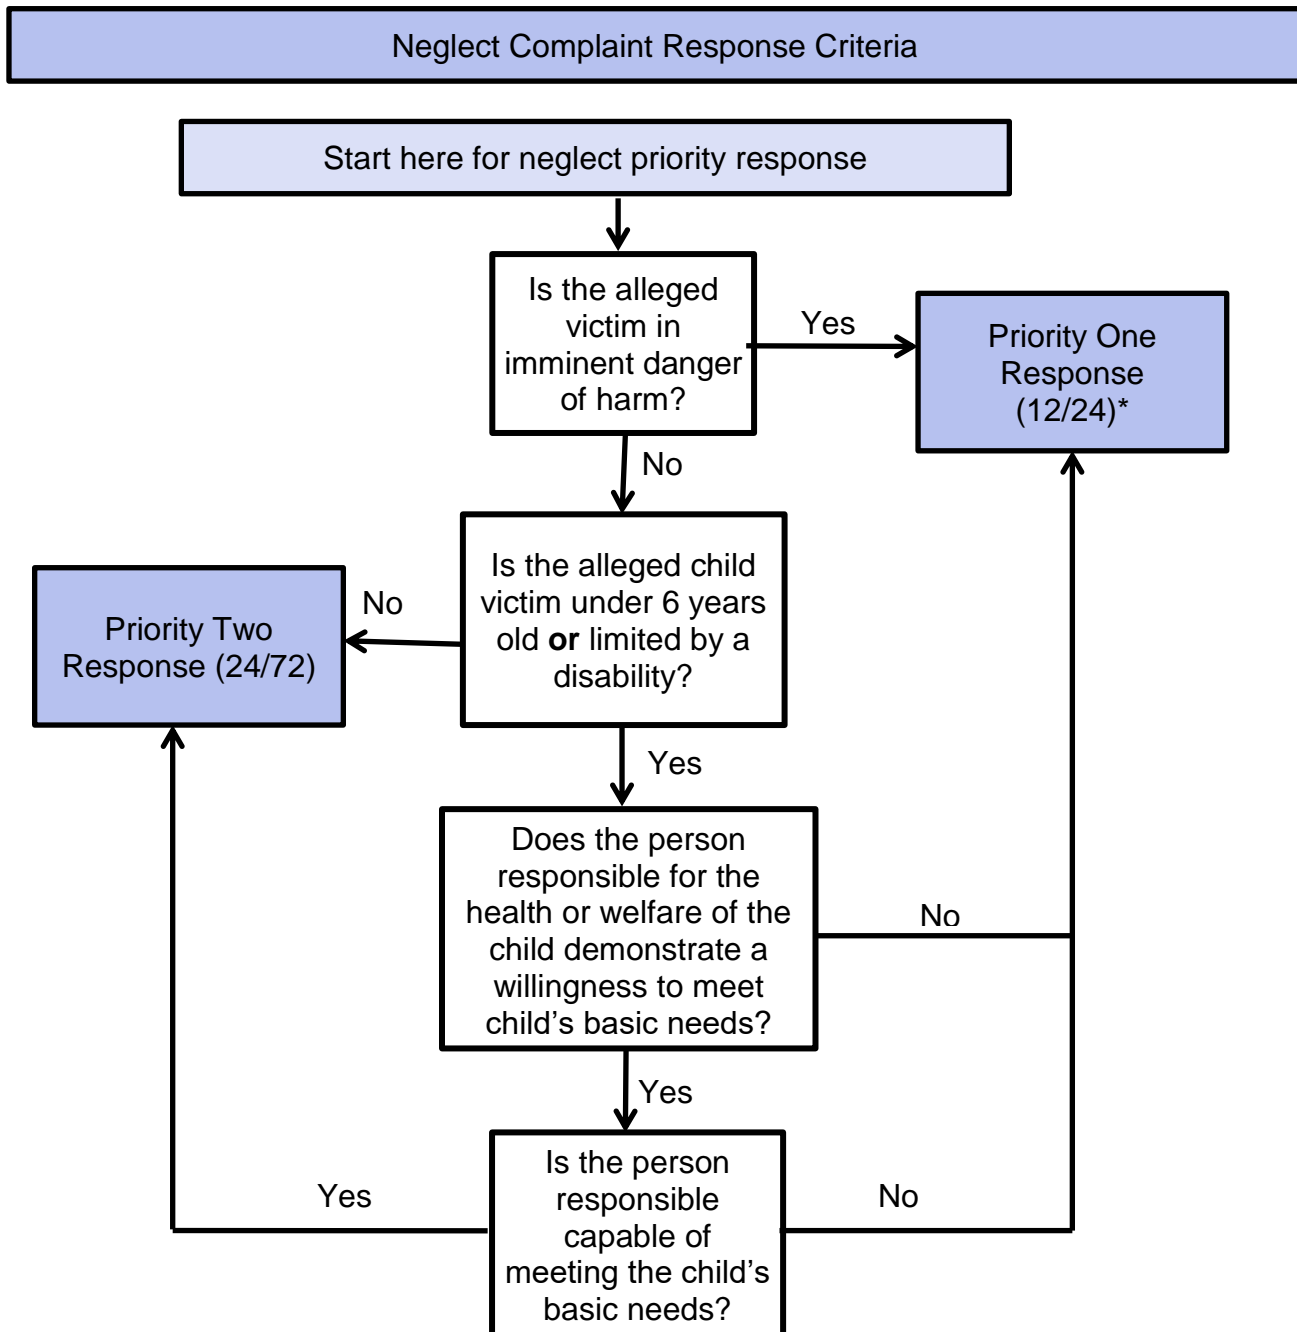 Neglect Complaint Response Criteria
Start here for neglect priority response
Is the alleged
victim in
imminent danger
of harm?
Yes
Priority One
Response
(12/24)*
No
Is the alleged child
victim under 6 years
old or limited by a
disability?
No
Priority Two
Response (24/72)
Yes
Does the person
responsible for the
health or welfare of the
child demonstrate a
willingness to meet
child’s basic needs?
No
Yes
Is the person
responsible
capable of
meeting the child’s
basic needs?
Yes
No